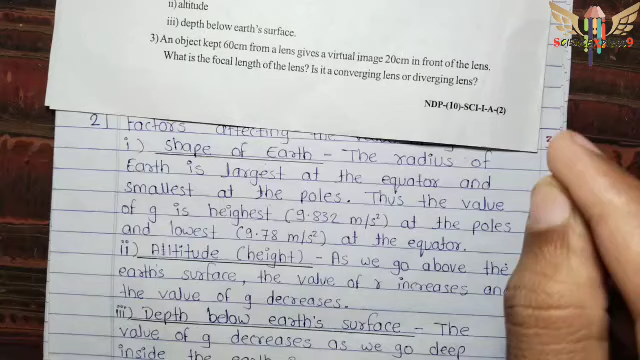 ii) altitude
iii) depth below earth's surface.
3) An object kept 60cm from a lens gives a virtual image 20cm in front of the lens.
What is the focal length of the lens? Is it a converging lens or diverging lens?
NDP-(10)-SCI-I-A-(2)
2) Factors affecting the
i) shape of Earth - The radius of
Earth is largest at the equator and
smallest at the poles. Thus the value
of g is heighest (9.832 m/s²) at the poles
and lowest (9.78 m/s²) at the equator.
ii) Altitude (height) - As we go above the
earth's surface, the value of r increases an
the value of g decreases.
iii) Depth below earth's surface - The
value of g decreases as we go deep
inside the